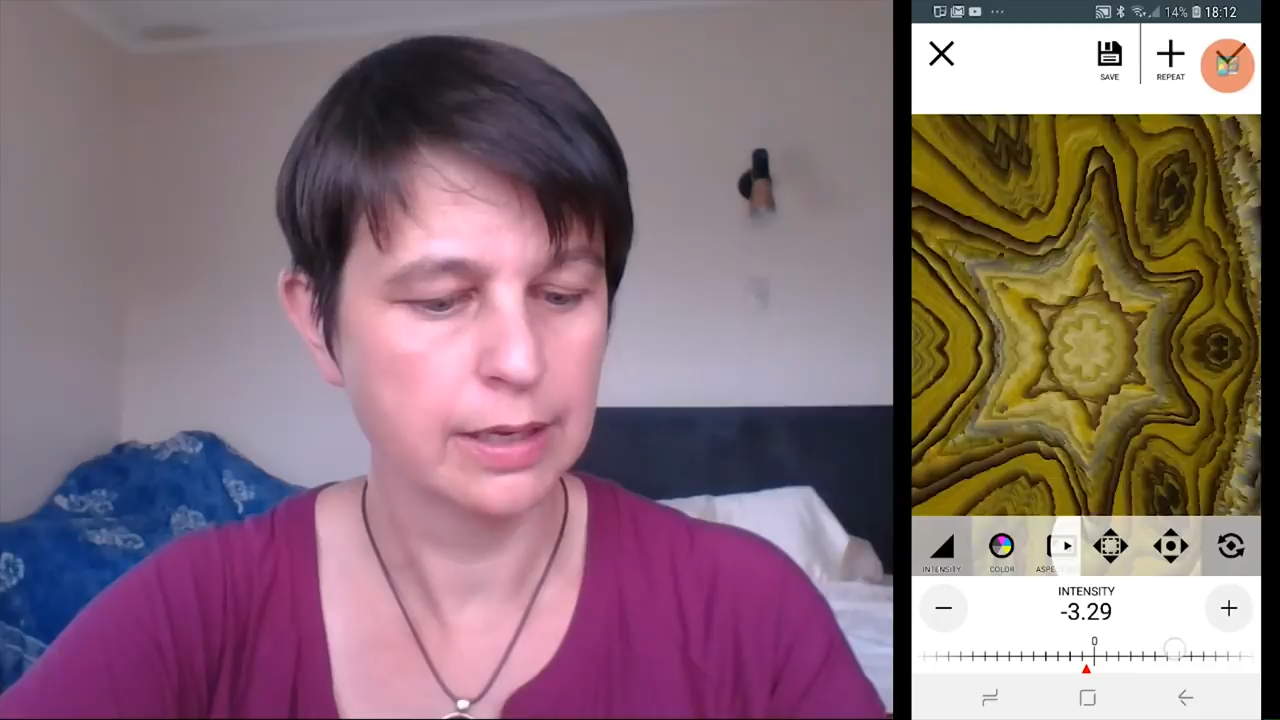 14% 18:12
SAVE
REPEAT
INTENSITY
COLOR
INTENSITY
-3.29
0